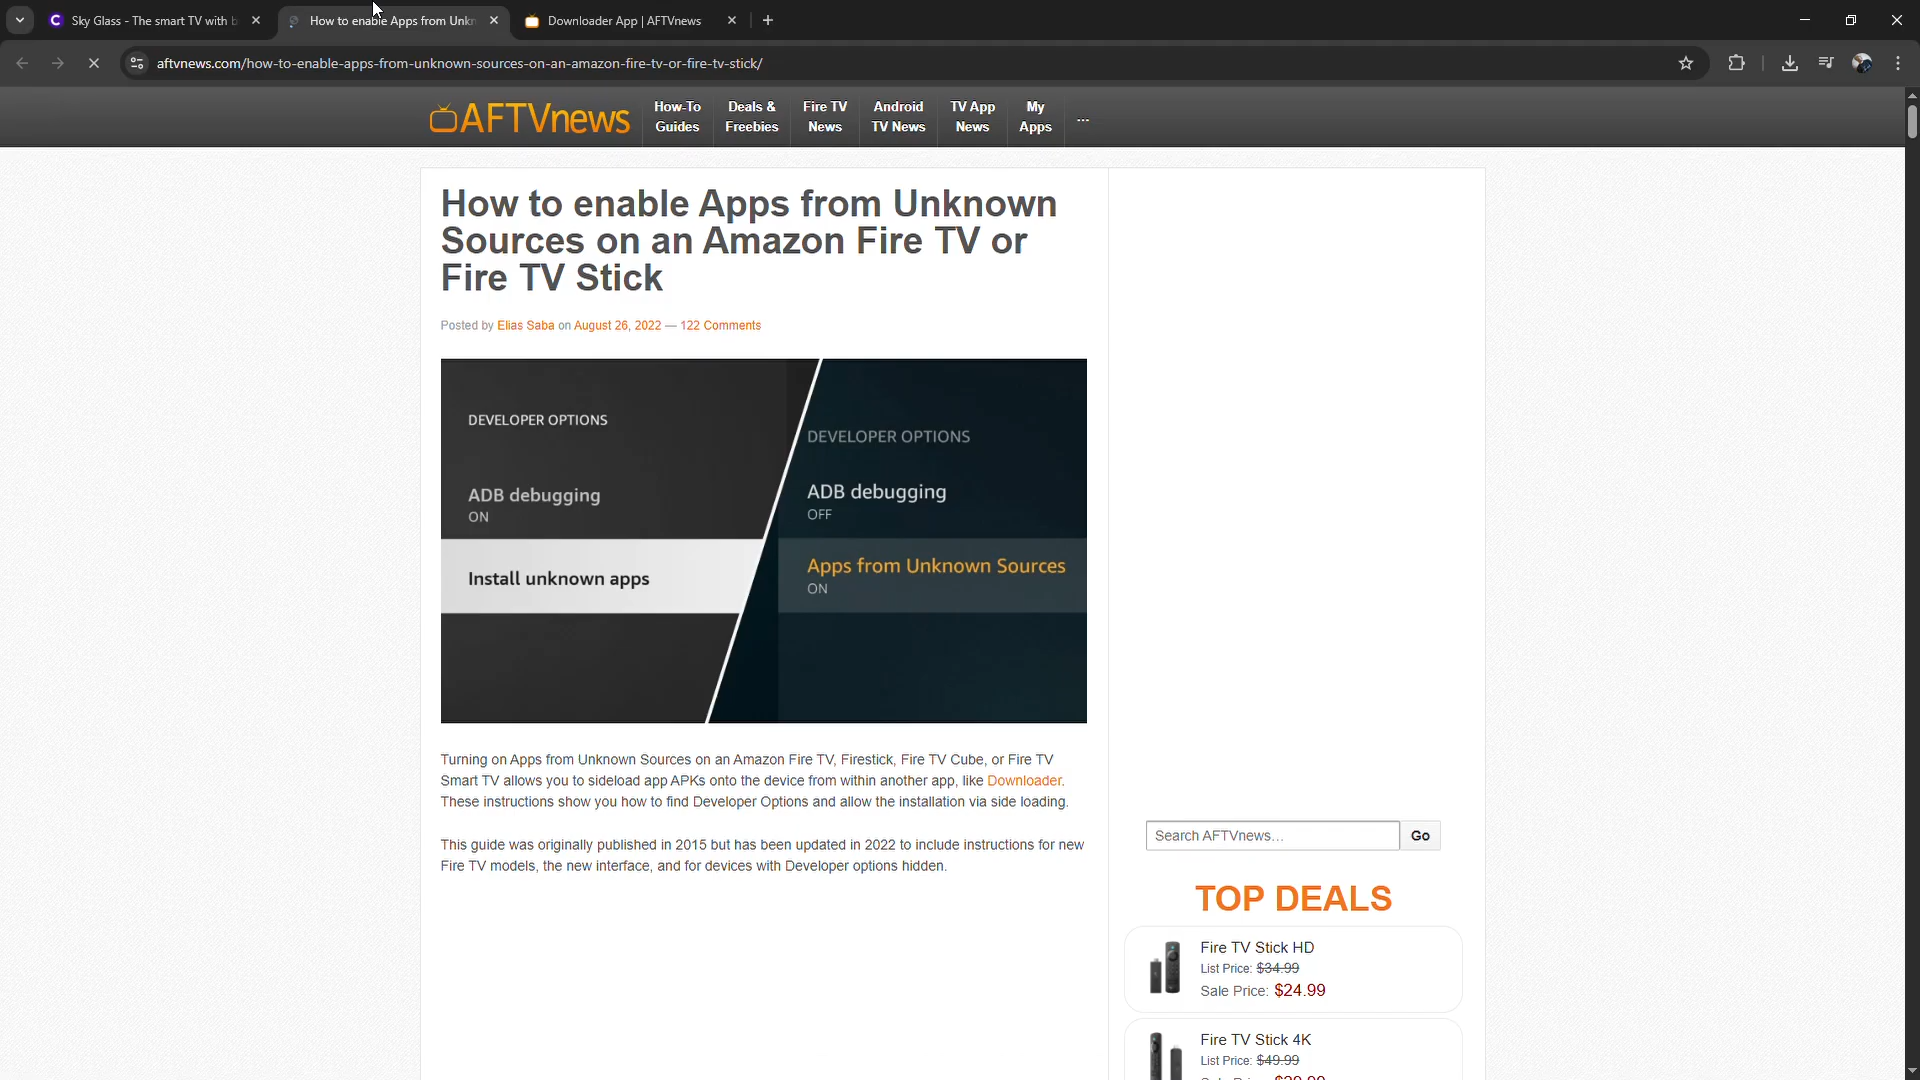 Sky Glass - The smart TV with b
How to enable Apps from Unkn
Downloader App | AFTVnews
aftvnews.com/how-to-enable-apps-from-unknown-sources-on-an-amazon-fire-tv-or-fire-tv-stick/
AFTVnews
How-To
Guides
Deals &
Freebies
Fire TV
News
Android
TV News
TV App
News
My
Apps
...
How to enable Apps from Unknown
Sources on an Amazon Fire TV or
Fire TV Stick
Posted by Elias Saba on August 26, 2022 — 122 Comments
DEVELOPER OPTIONS
ADB debugging
ON
Install unknown apps
DEVELOPER OPTIONS
ADB debugging
OFF
Apps from Unknown Sources
ON
Turning on Apps from Unknown Sources on an Amazon Fire TV, Firestick, Fire TV Cube, or Fire TV
Smart TV allows you to sideload app APKs onto the device from within another app, like Downloader.
These instructions show you how to find Developer Options and allow the installation via side loading.
This guide was originally published in 2015 but has been updated in 2022 to include instructions for new
Fire TV models, the new interface, and for devices with Developer options hidden.
Search AFTVnews...
Go
TOP DEALS
Fire TV Stick HD
List Price: $34.99
Sale Price: $24.99
Fire TV Stick 4K
List Price: $49.99